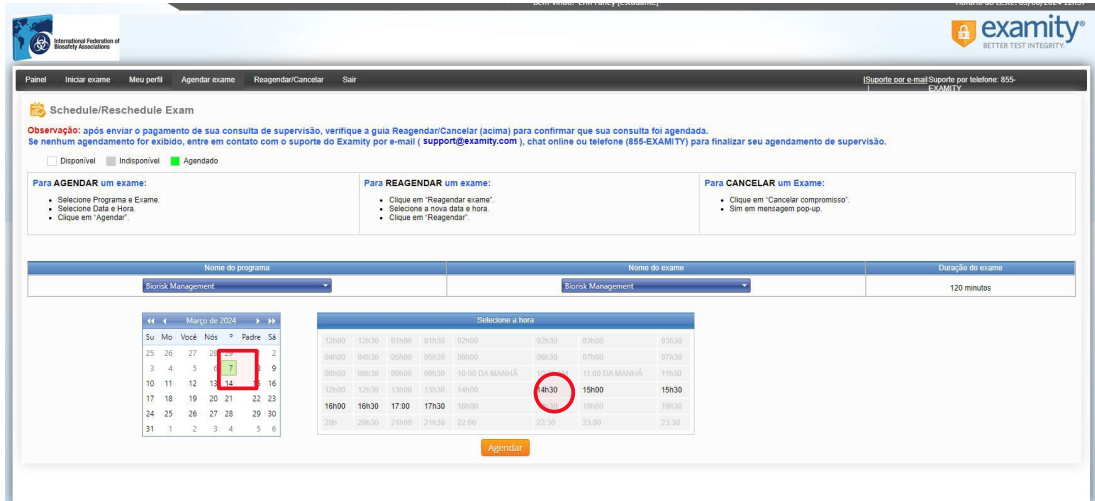 International Federation of
Biosafety Associations
examity®
BETTER TEST INTEGRITY.™
Painel Iniciar exame Meu perfil Agendar exame Reagendar/Cancelar Sair
|Suporte por e-mail Suporte por telefone: 855-
| EXAMITY
Schedule/Reschedule Exam
Observação: após enviar o pagamento de sua consulta de supervisão, verifique a guia Reagendar/Cancelar (acima) para confirmar que sua consulta foi agendada.
Se nenhum agendamento for exibido, entre em contato com o suporte do Examity por e-mail ( support@examity.com ), chat online ou telefone (855-EXAMITY) para finalizar seu agendamento de supervisão.
Disponível Indisponível Agendado
Para AGENDAR um exame:
• Selecione Programa e Exame.
• Selecione Data e Hora.
• Clique em "Agendar".
Para REAGENDAR um exame:
• Clique em "Reagendar exame".
• Selecione a nova data e hora.
• Clique em "Reagendar".
Para CANCELAR um Exame:
• Clique em "Cancelar compromisso".
• Sim em mensagem pop-up.
Nome do programa Nome do exame Duração do exame
Biorisk Management Biorisk Management 120 minutos
Março de 2024
Su Mo Você Nós º Padre Sá
25 26 27 28 29 2
3 4 5 6 7 8 9
10 11 12 13 14 15 16
17 18 19 20 21 22 23
24 25 26 27 28 29 30
31 1 2 3 4 5 6
Selecione a hora
12h00 12h30 01h00 01h30 02h00 02h30 03h00 03h30
04h00 04h30 05h00 05h30 06h00 06h30 07h00 07h30
08h00 08h30 09h00 09h30 10:00 DA MANHÃ 11:00 DA MANHÃ 11h30
12h00 12h30 13h00 13h30 14h00 14h30 15h00 15h30
16h00 16h30 17:00 17h30 18h00 19h00 19h30
20h 20h30 21h00 21h30 22:00 22:30 23:00 23:30
Agendar